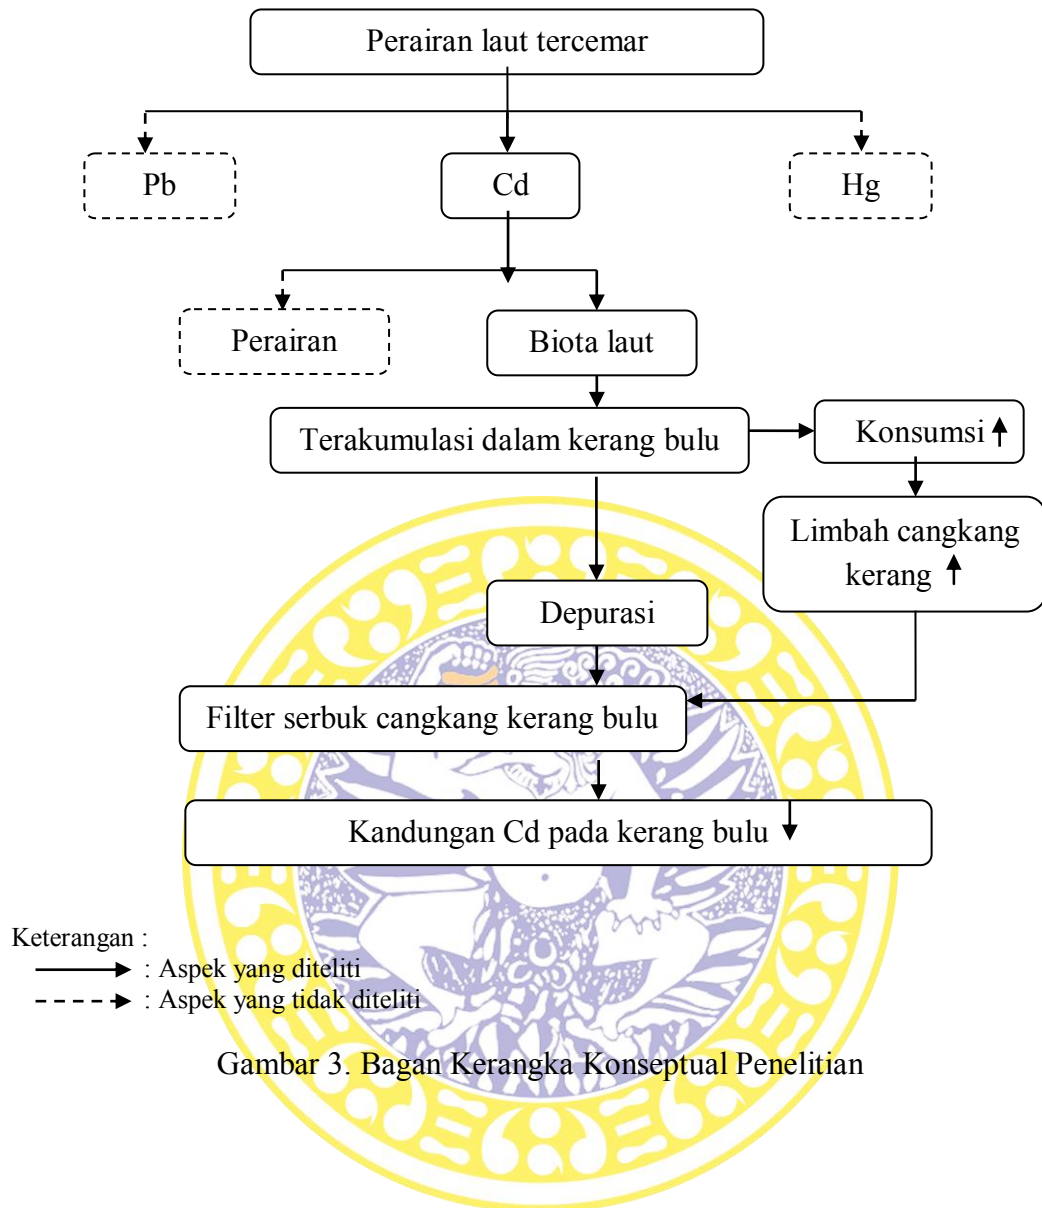 Perairan laut tercemar
Pb
Cd
Hg
Perairan
Biota laut
Terakumulasi dalam kerang bulu
Konsumsi
Limbah cangkang
kerang
Depurasi
Filter serbuk cangkang kerang bulu
Kandungan Cd pada kerang bulu
Keterangan :
: Aspek yang diteliti
: Aspek yang tidak diteliti
Gambar 3. Bagan Kerangka Konseptual Penelitian